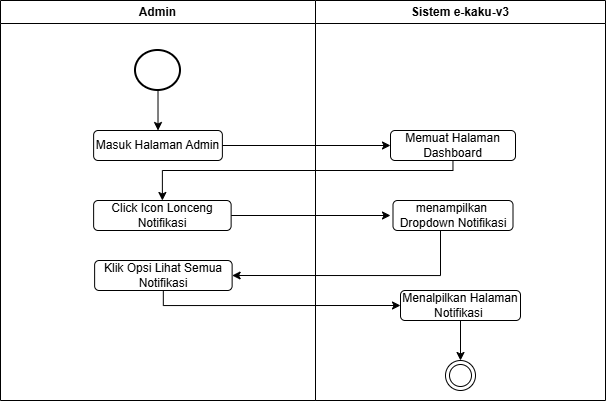 Admin
Sistem e-kaku-v3
Masuk Halaman Admin
Memuat Halaman
Dashboard
Click Icon Lonceng
Notifikasi
menampilkan
Dropdown Notifikasi
Klik Opsi Lihat Semua
Notifikasi
Menalpilkan Halaman
Notifikasi